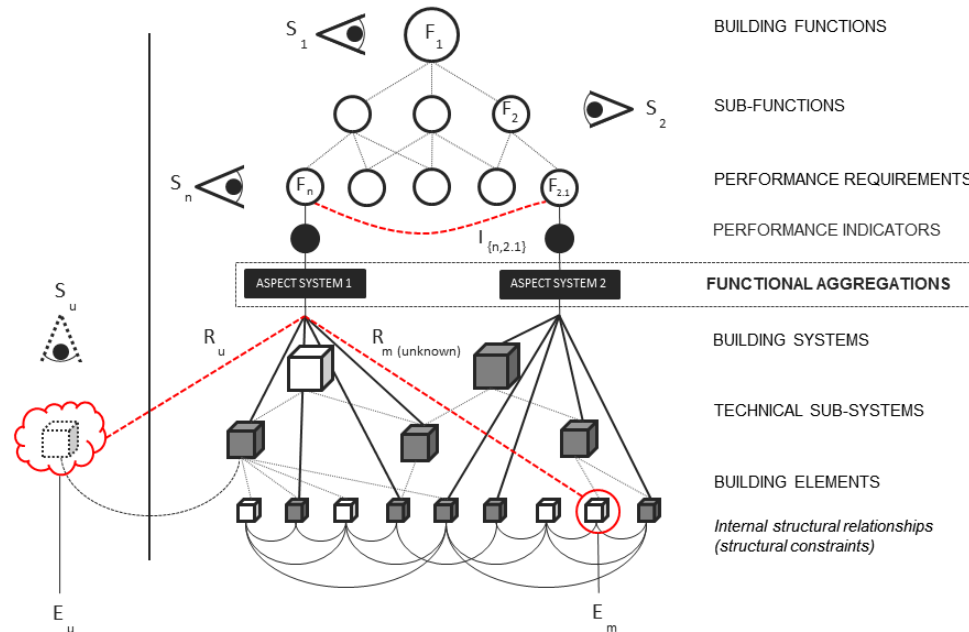 S1
F1
BUILDING FUNCTIONS
F2
S2
SUB-FUNCTIONS
Sn
Fn
F2.1
PERFORMANCE REQUIREMENTS
I{n,2.1}
PERFORMANCE INDICATORS
ASPECT SYSTEM 1
ASPECT SYSTEM 2
FUNCTIONAL AGGREGATIONS
Su
Ru
Rm (unknown)
BUILDING SYSTEMS
TECHNICAL SUB-SYSTEMS
BUILDING ELEMENTS
Internal structural relationships
(structural constraints)
Eu
Em